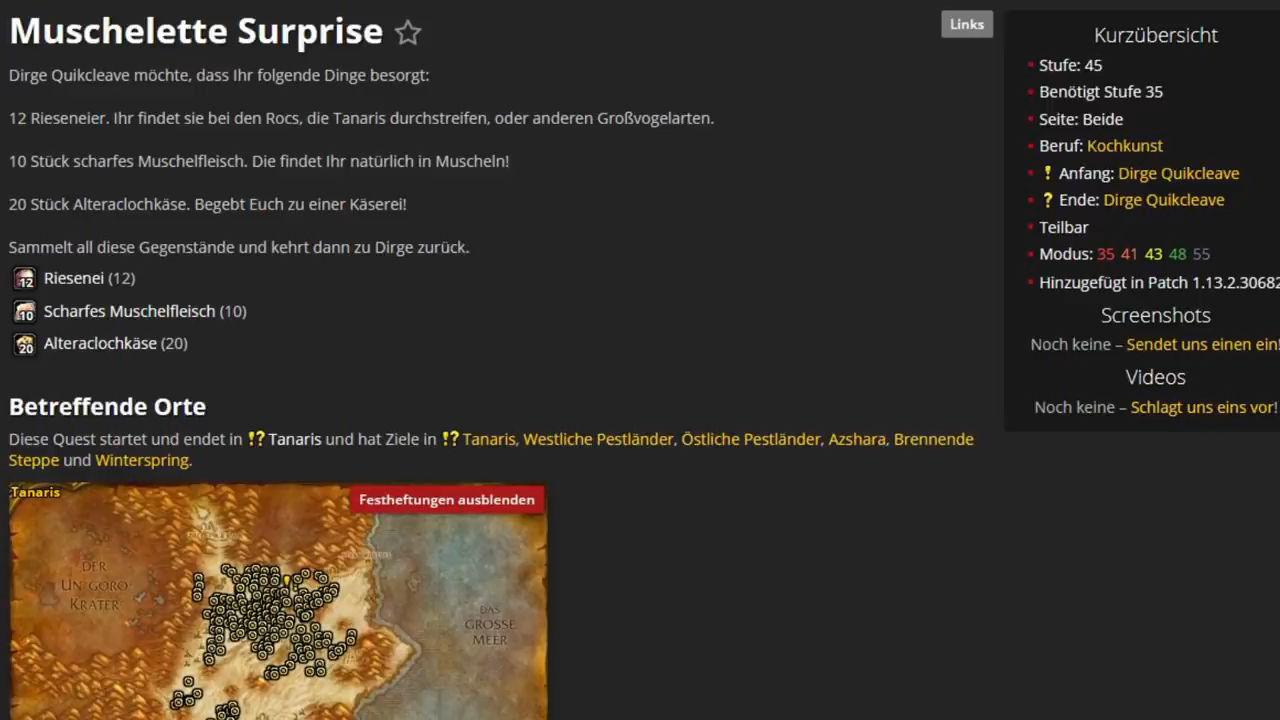 Muschelette Surprise
Links
Dirge Quikcleave möchte, dass Ihr folgende Dinge besorgt:
12 Rieseneier. Ihr findet sie bei den Rocs, die Tanaris durchstreifen, oder anderen Großvogelarten.
10 Stück scharfes Muschelfleisch. Die findet Ihr natürlich in Muscheln!
20 Stück Alteraclochkäse. Begebt Euch zu einer Käserei!
Sammelt all diese Gegenstände und kehrt dann zu Dirge zurück.
12 Riesenei (12)
10 Scharfes Muschelfleisch (10)
20 Alteraclochkäse (20)
Betreffende Orte
Diese Quest startet und endet in !? Tanaris und hat Ziele in !? Tanaris, Westliche Pestländer, Östliche Pestländer, Azshara, Brennende
Steppe und Winterspring.
Tanaris
Festheftungen ausblenden
DER
UN'GORO
KRATER
DAS
GROSSE
MEER
Kurzübersicht
Stufe: 45
Benötigt Stufe 35
Seite: Beide
Beruf: Kochkunst
! Anfang: Dirge Quikcleave
? Ende: Dirge Quikcleave
Teilbar
Modus: 35 41 43 48 55
Hinzugefügt in Patch 1.13.2.30682
Screenshots
Noch keine – Sendet uns einen ein!
Videos
Noch keine – Schlagt uns eins vor!